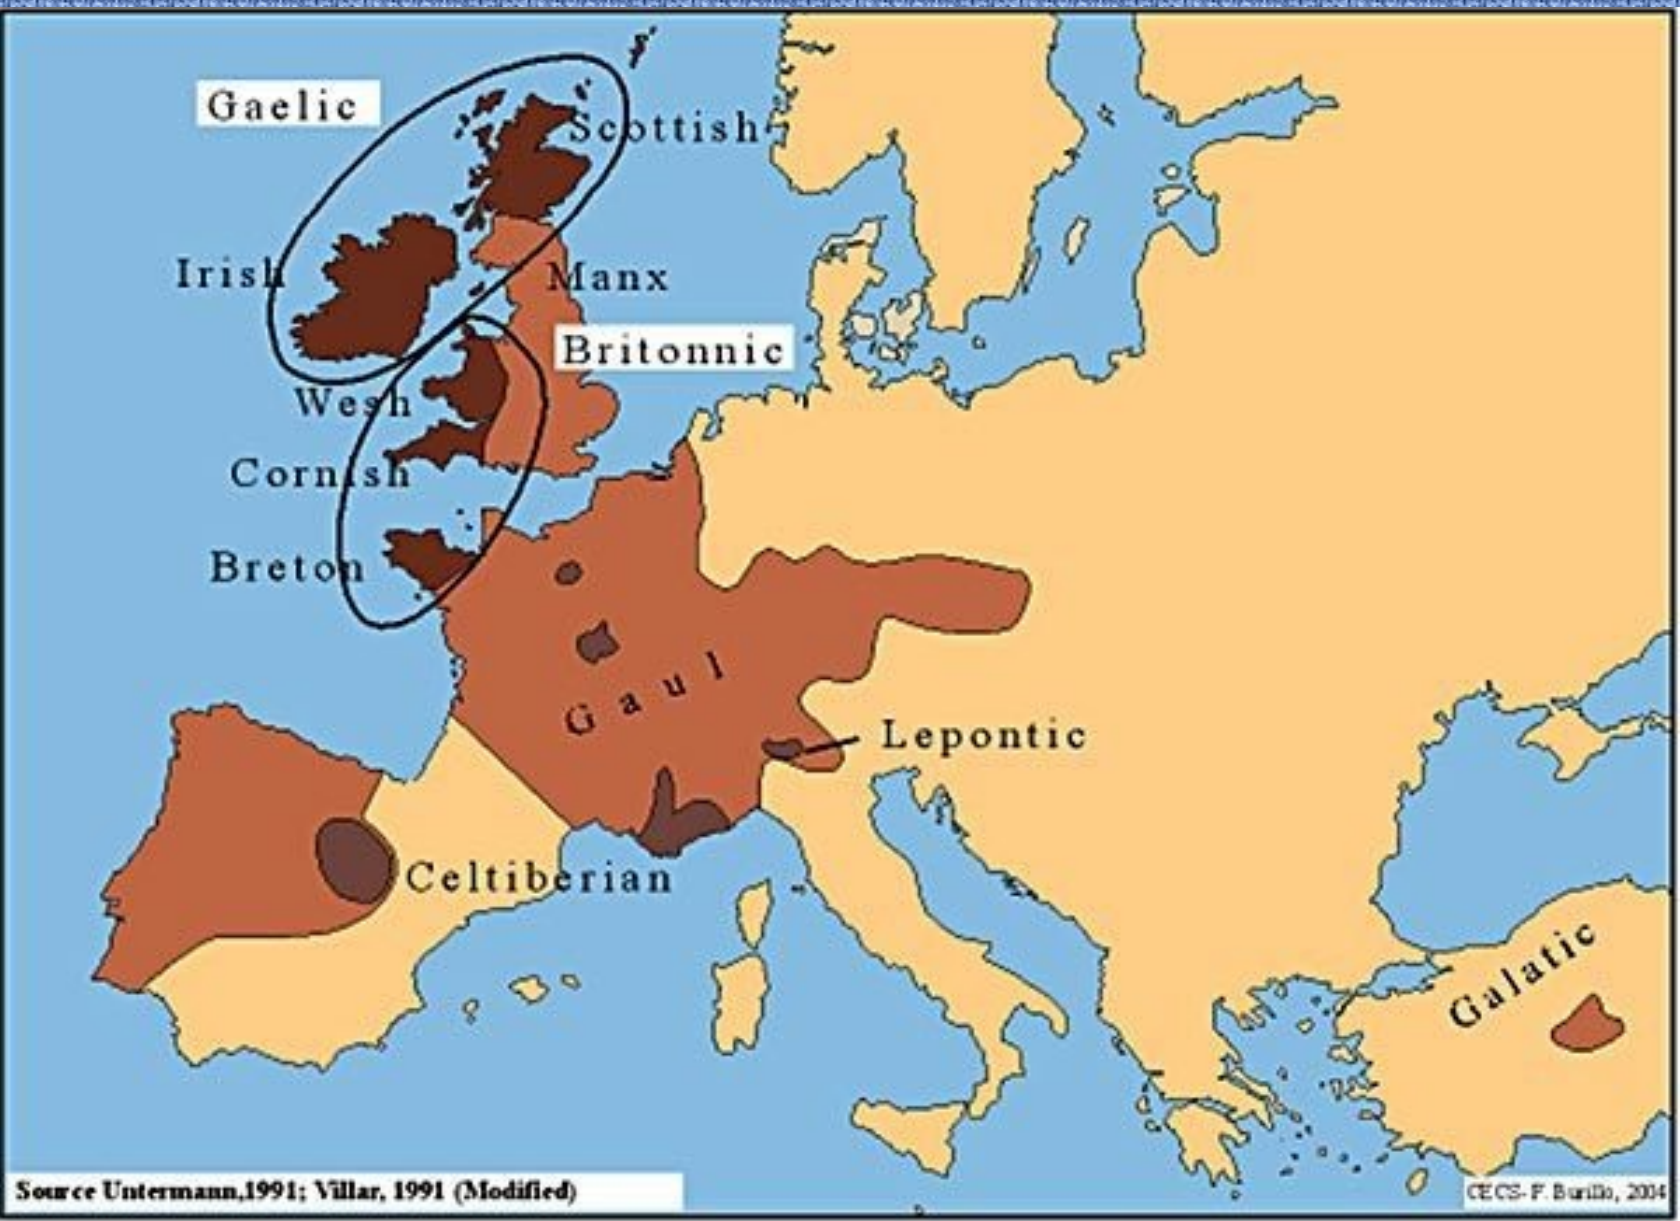 Gaelic
Scottish
Irish
Manx
Britonnic
Wesh
Cornish
Breton
Gaul
Lepontic
Celtiberian
Galatic
Source Untermann,1991; Villar, 1991 (Modified)
CECS- F. Burillo, 2004